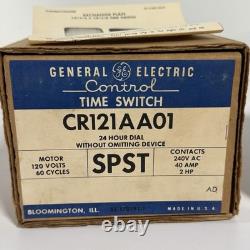 GENERAL GE ELECTRIC
Control
TIME SWITCH
CR121AA01
24 HOUR DIAL
WITHOUT OMITTING DEVICE
MOTOR
120 VOLTS
60 CYCLES
SPST
CONTACTS
240V AC
40 AMP
2 HP
AD
BLOOMINGTON, ILL.
MADE IN U.S.A.